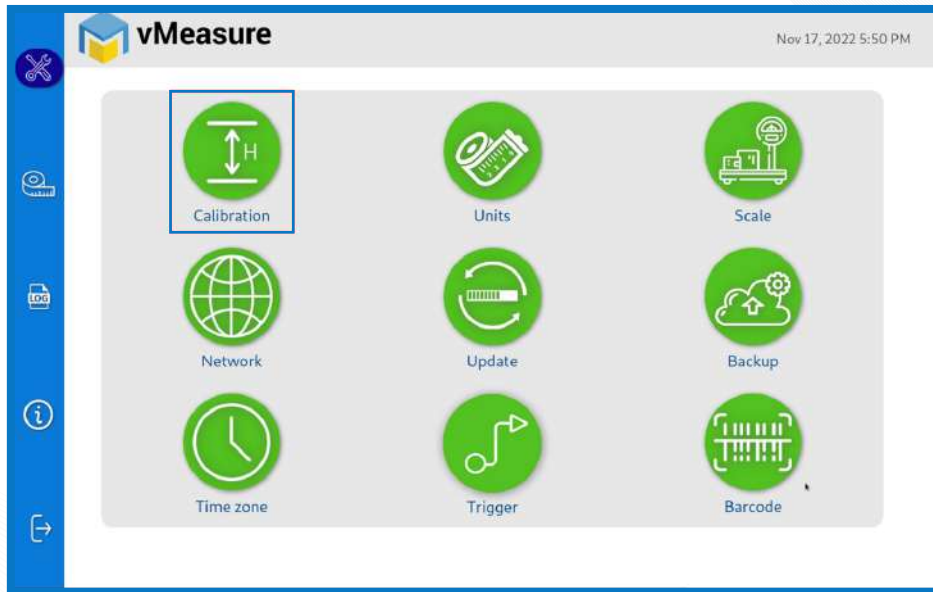 vMeasure
Nov 17, 2022 5:50 PM
H
Calibration
Units
Scale
LOG
Network
Update
Backup
i
Time zone
Trigger
Barcode